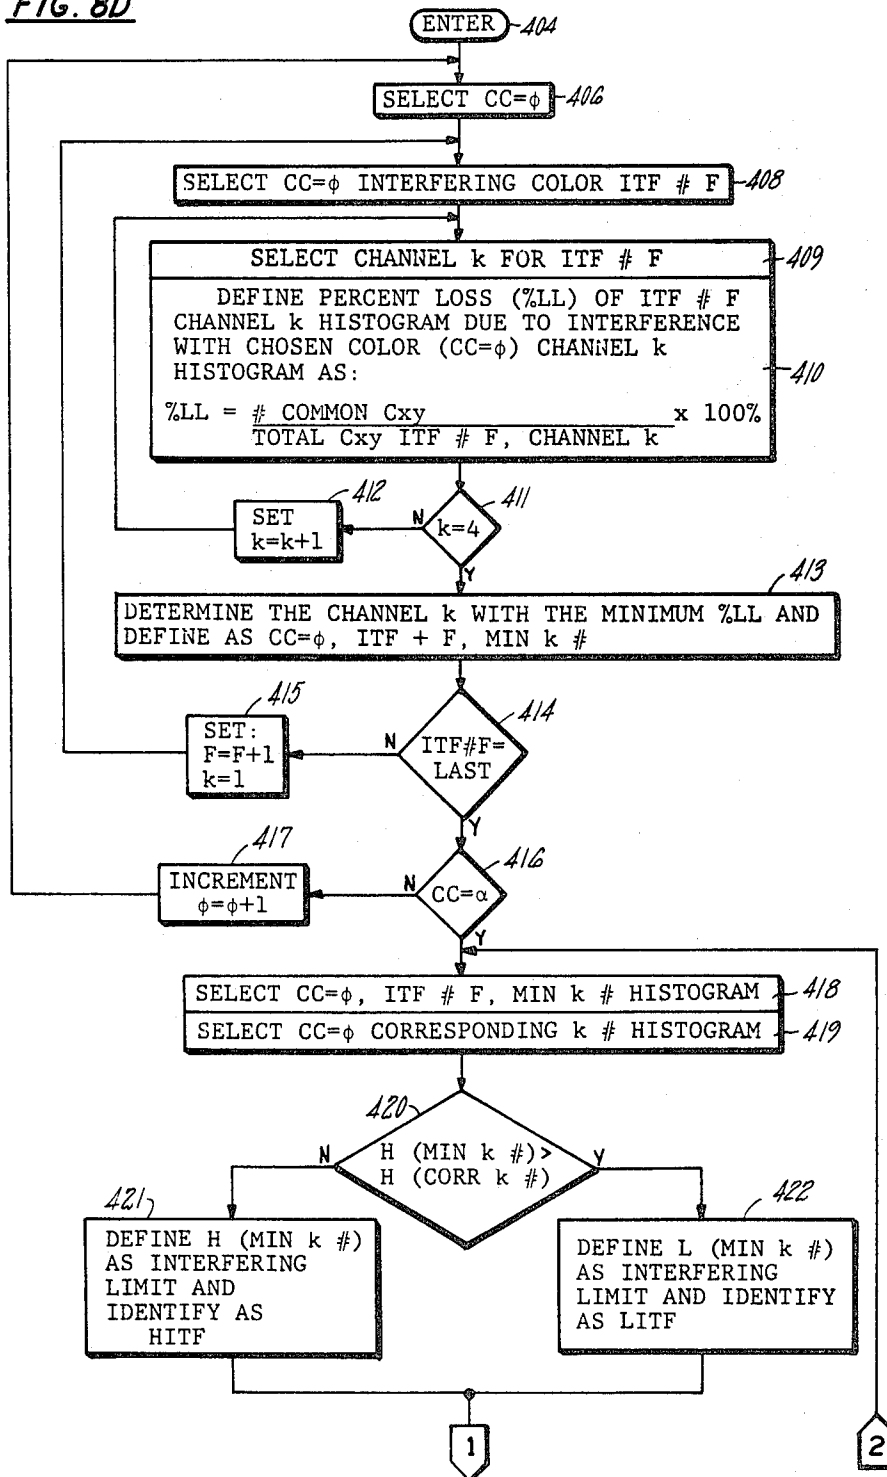 FIG. 8D
ENTER 404
SELECT CC=φ 406
SELECT CC=φ INTERFERING COLOR ITF # F 408
SELECT CHANNEL k FOR ITF # F 409
DEFINE PERCENT LOSS (%LL) OF ITF # F
CHANNEL k HISTOGRAM DUE TO INTERFERENCE
WITH CHOSEN COLOR (CC=φ) CHANNEL k
HISTOGRAM AS:
410
%LL = # COMMON Cxy x 100%
TOTAL Cxy ITF # F, CHANNEL k
412
411
SET
k=k+1
N
k=4
Y
413
DETERMINE THE CHANNEL k WITH THE MINIMUM %LL AND
DEFINE AS CC=φ, ITF + F, MIN k #
415
414
SET:
F=F+1
k=1
N
ITF#F=
LAST
Y
417
416
INCREMENT
φ=φ+1
N
CC=α
Y
SELECT CC=φ, ITF # F, MIN k # HISTOGRAM 418
SELECT CC=φ CORRESPONDING k # HISTOGRAM 419
420
N
H (MIN k #)>
H (CORR k #)
Y
421
DEFINE H (MIN k #)
AS INTERFERING
LIMIT AND
IDENTIFY AS
HITF
422
DEFINE L (MIN k #)
AS INTERFERING
LIMIT AND IDENTIFY
AS LITF
1
2